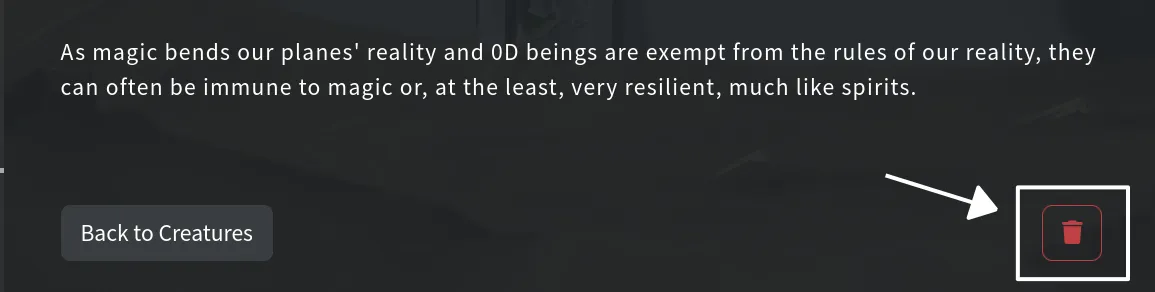 As magic bends our planes' reality and 0D beings are exempt from the rules of our reality, they
can often be immune to magic or, at the least, very resilient, much like spirits.
Back to Creatures